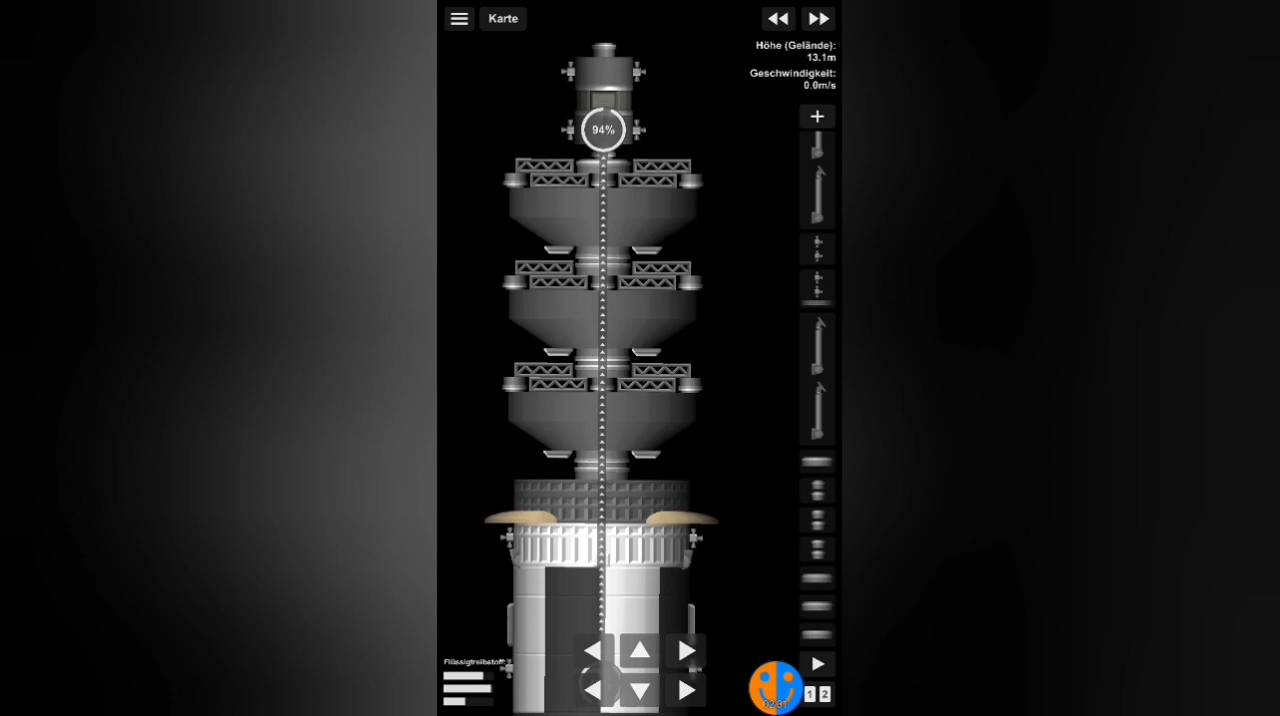 Karte
Höhe (Gelände):
13.1m
Geschwindigkeit:
0.0m/s
94%
Flüssigtreibstoff:
1 2